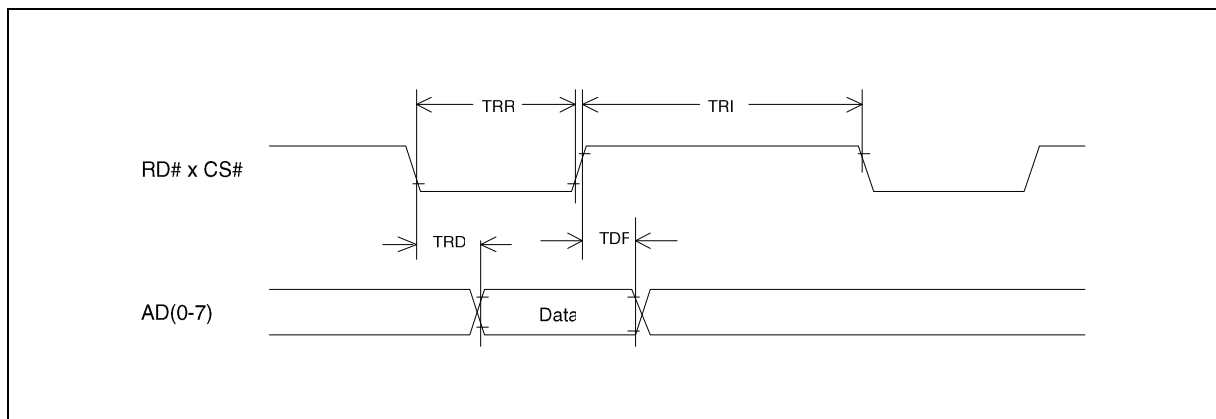 TRR
TRI
RD# x CS#
TRD
TDF
AD(0-7)
Data